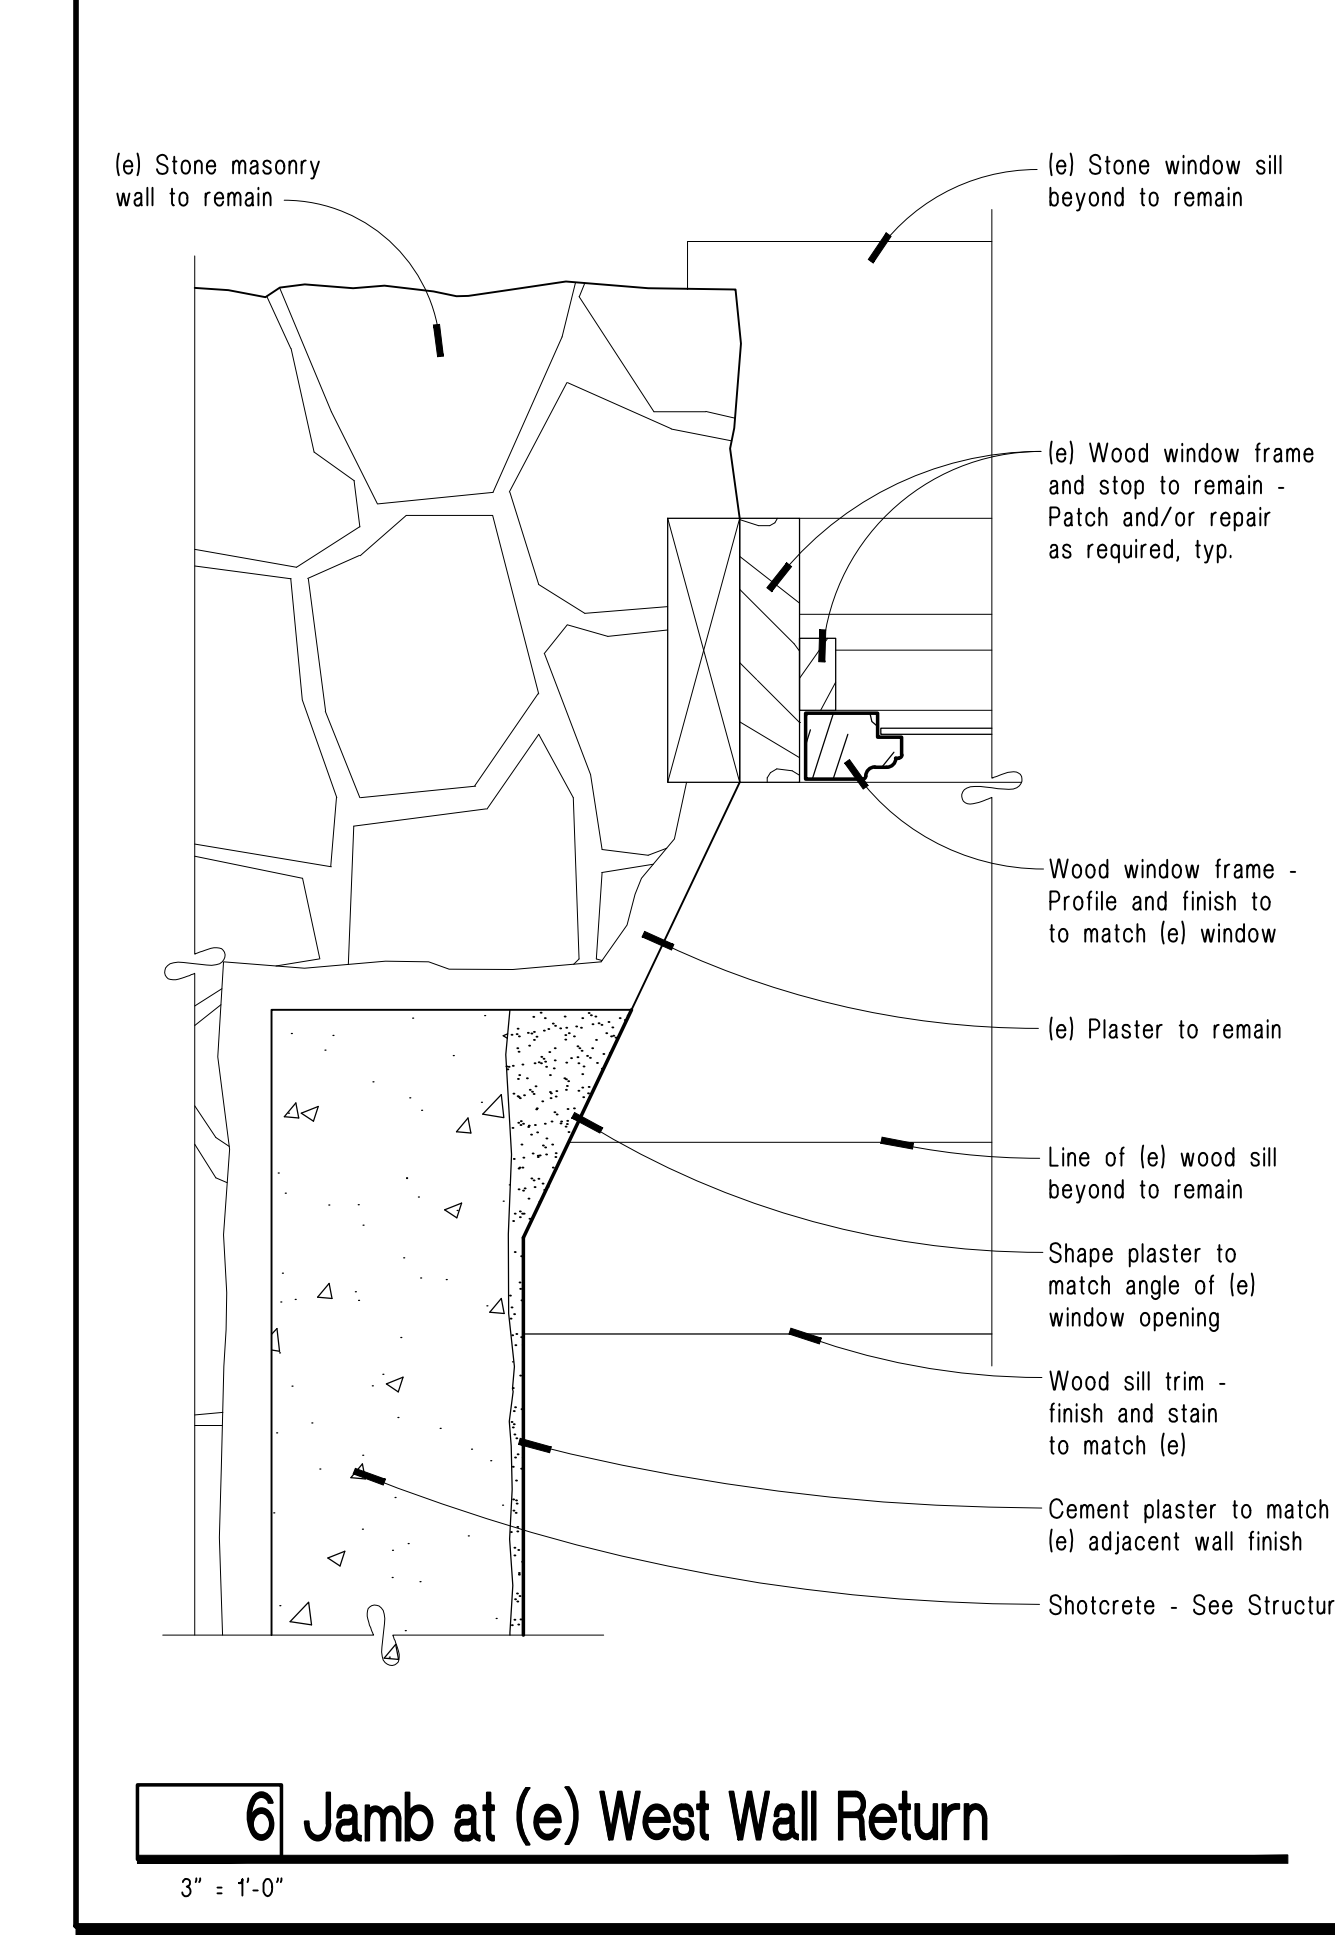 (e) Stone masonry
wall to remain
(e) Stone window sill
beyond to remain
(e) Wood window frame
and stop to remain -
Patch and/or repair
as required, typ.
Wood window frame -
Profile and finish to
to match (e) window
(e) Plaster to remain
Line of (e) wood sill
beyond to remain
Shape plaster to
match angle of (e)
window opening
Wood sill trim -
finish and stain
to match (e)
Cement plaster to match
(e) adjacent wall finish
Shotcrete - See
6 Jamb at (e) West Wall Return
3" = 1'-0"